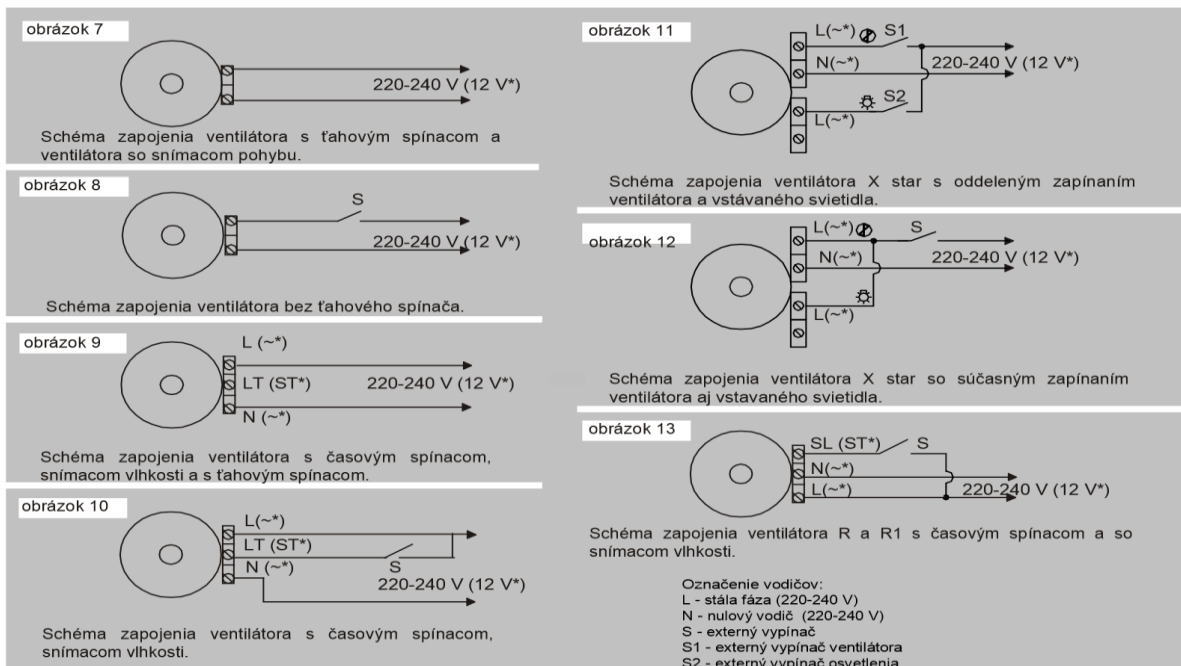 obrázok 7
220-240 V (12 V*)
Schéma zapojenia ventilátora s ťahovým spínacom a
ventilátora so snímacom pohybu.
obrázok 8
S
220-240 V (12 V*)
Schéma zapojenia ventilátora bez ťahového spínača.
obrázok 9
L (~*)
LT (ST*)
220-240 V (12 V*)
N (~*)
Schéma zapojenia ventilátora s časovým spínacom,
snímacom vlhkosti a s ťahovým spínacom.
obrázok 10
L(~*)
LT (ST*)
S
N (~*)
220-240 V (12 V*)
Schéma zapojenia ventilátora s časovým spínacom,
snímacom vlhkosti.
obrázok 11
L(~*) S1
N(~*)
220-240 V (12 V*)
S2
L(~*)
Schéma zapojenia ventilátora X star s oddeleným zapínaním
ventilátora a vstávaného svietidla.
obrázok 12
L(~*) S
N(~*)
220-240 V (12 V*)
L(~*)
Schéma zapojenia ventilátora X star so súčasným zapínaním
ventilátora aj vstavaného svietidla.
obrázok 13
SL (ST*) S
N(~*)
L(~*)
220-240 V (12 V*)
Schéma zapojenia ventilátora R a R1 s časovým spínacom a so
snímacom vlhkosti.
Označenie vodičov:
L - stála fáza (220-240 V)
N - nulový vodič (220-240 V)
S - externý vypínač
S1 - externý vypínač ventilátora
S2 - externý vypínač osvetlenia